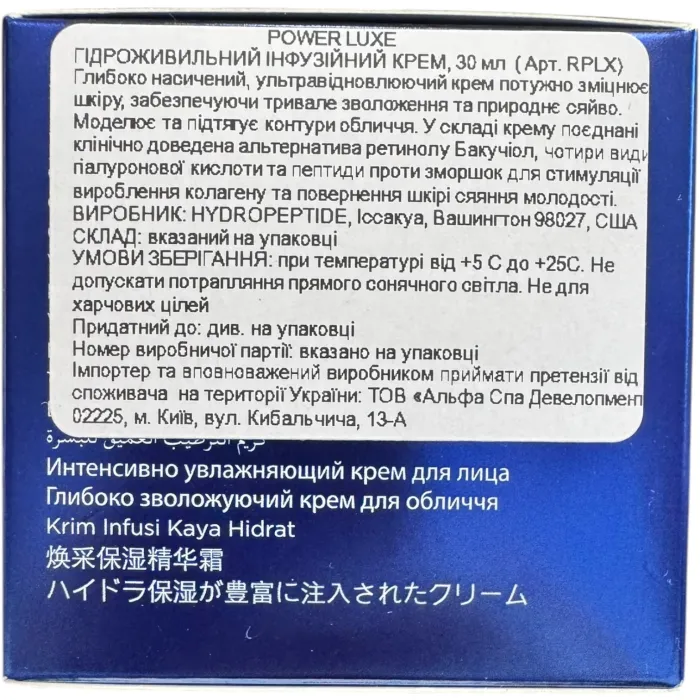 POWER LUXE
ГІДРОЖИВИЛЬНИЙ ІНФУЗІЙНИЙ КРЕМ, 30 мл ( Арт. RPLX)
Глибоко насичений, ультравідновлюючий крем потужно зміцнює
шкіру, забезпечуючи тривале зволоження та природнє сяйво.
Моделює та підтягує контури обличчя. У складі крему поєднані
клінічно доведена альтернатива ретинолу Бакучіол, чотири види
гіалуронової кислоти та пептиди проти зморшок для стимуляції
вироблення колагену та повернення шкірі сяяння молодості.
ВИРОБНИК: HYDROPEPTIDE, Іссакуа, Вашингтон 98027, США
СКЛАД: вказаний на упаковці
УМОВИ ЗБЕРІГАННЯ: при температурі від +5 С до +25С. Не
допускати потрапляння прямого сонячного світла. Не для
харчових цілей
Придатний до: див. на упаковці
Номер виробничої партії: вказано на упаковці
Імпортер та вповноважений виробником приймати претензії від
споживача на території України: ТОВ «Альфа Спа Девелопмент
02225, м. Київ, вул. Кибальчича, 13-А
كريم الترطيب العميق للبشرة
Интенсивно увлажняющий крем для лица
Глибоко зволожуючий крем для обличчя
Krim Infusi Kaya Hidrat
焕采保湿精华霜
ハイドラ保湿が豊富に注入されたクリーム